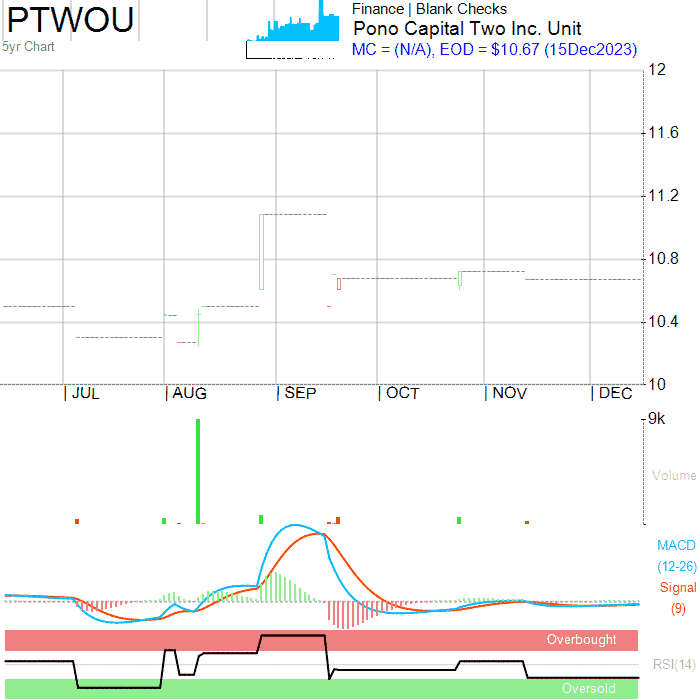 PTWOU
5yr Chart
Finance | Blank Checks
Pono Capital Two Inc. Unit
MC = (N/A), EOD = $10.67 (15Dec2023)
12
11.6
11.2
10.8
10.4
10
| JUL | AUG | SEP | OCT | NOV | DEC
9k
Volume
MACD
(12-26)
Signal
(9)
Overbought
RSI(14)
Oversold